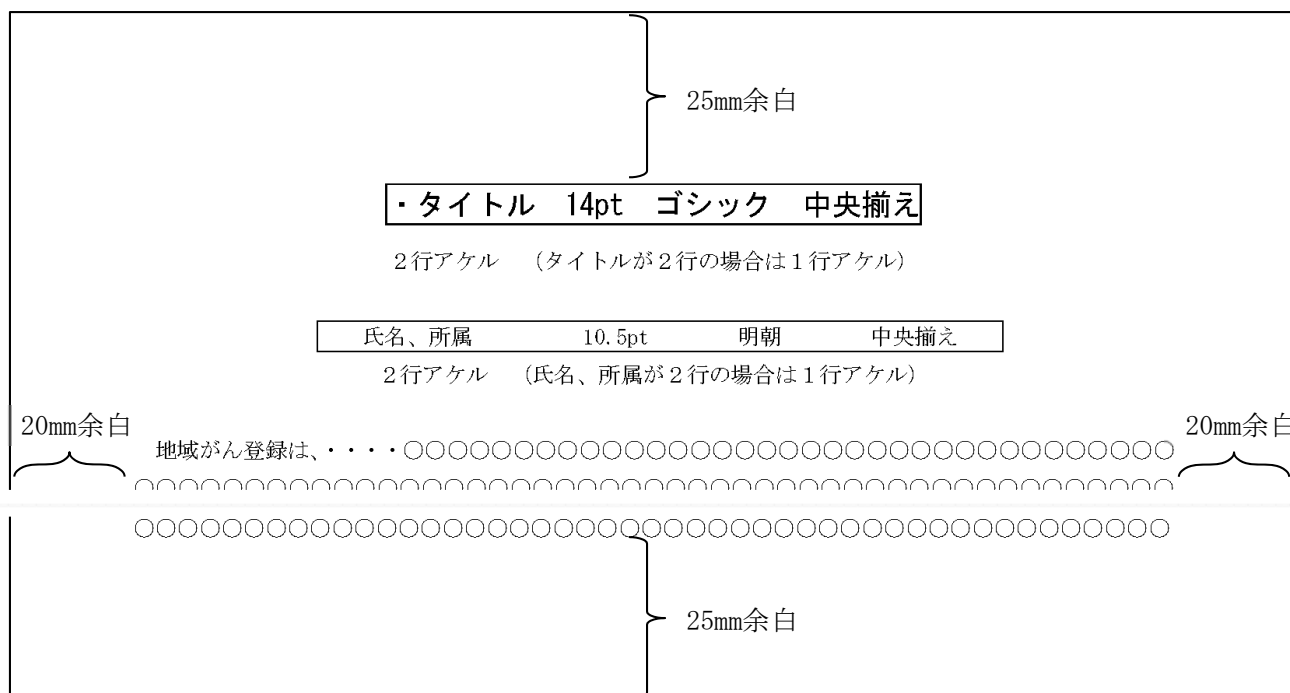 25mm余白
・タイトル　14pt　ゴシック　中央揃え
２行アケル　（タイトルが２行の場合は１行アケル）
氏名、所属　10.5pt　明朝　中央揃え
２行アケル　（氏名、所属が２行の場合は１行アケル）
20mm余白
20mm余白
地域がん登録は、・・・・○○○○○○○○○○○○○○○○○○○○○○○○○○○○○○○○○○○
○○○○○○○○○○○○○○○○○○○○○○○○○○○○○○○○○○○○○○○○○○○○○○○
○○○○○○○○○○○○○○○○○○○○○○○○○○○○○○○○○○○○○○○○○○○○○○○
25mm余白